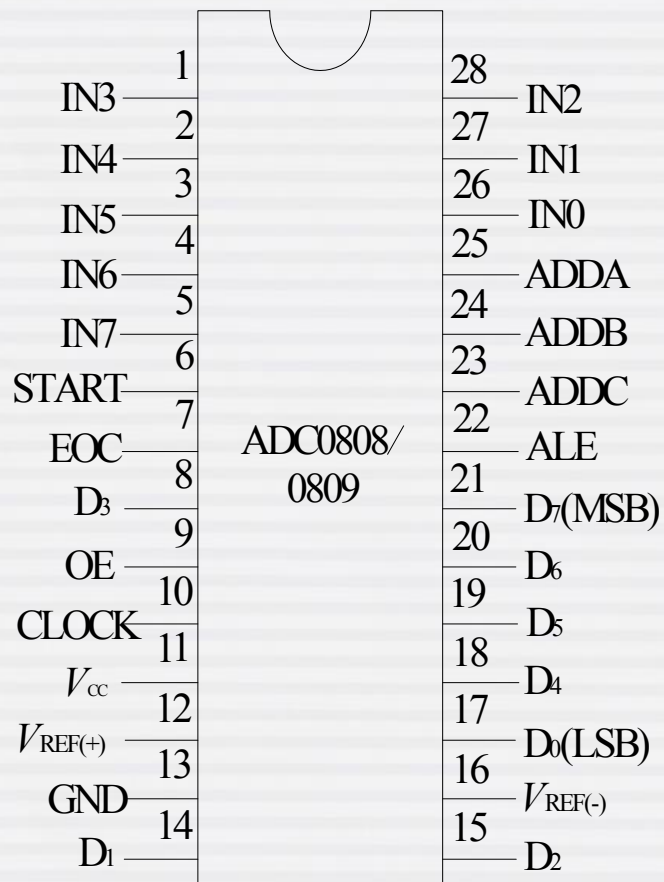 1 28
IN3 IN2
2 27
IN4 IN1
3 26
IN5 IN0
4 25
IN6 ADDA
5 24
IN7 ADDB
6 23
START ADDC
7 22
EOC ADC0808/ ALE
8 0809 21
D₃ D₇(MSB)
9 20
OE D₆
10 19
CLOCK D₅
11 18
V_CC D₄
12 17
V_REF(+) D₀(LSB)
13 16
GND V_REF(-)
14 15
D₁ D₂